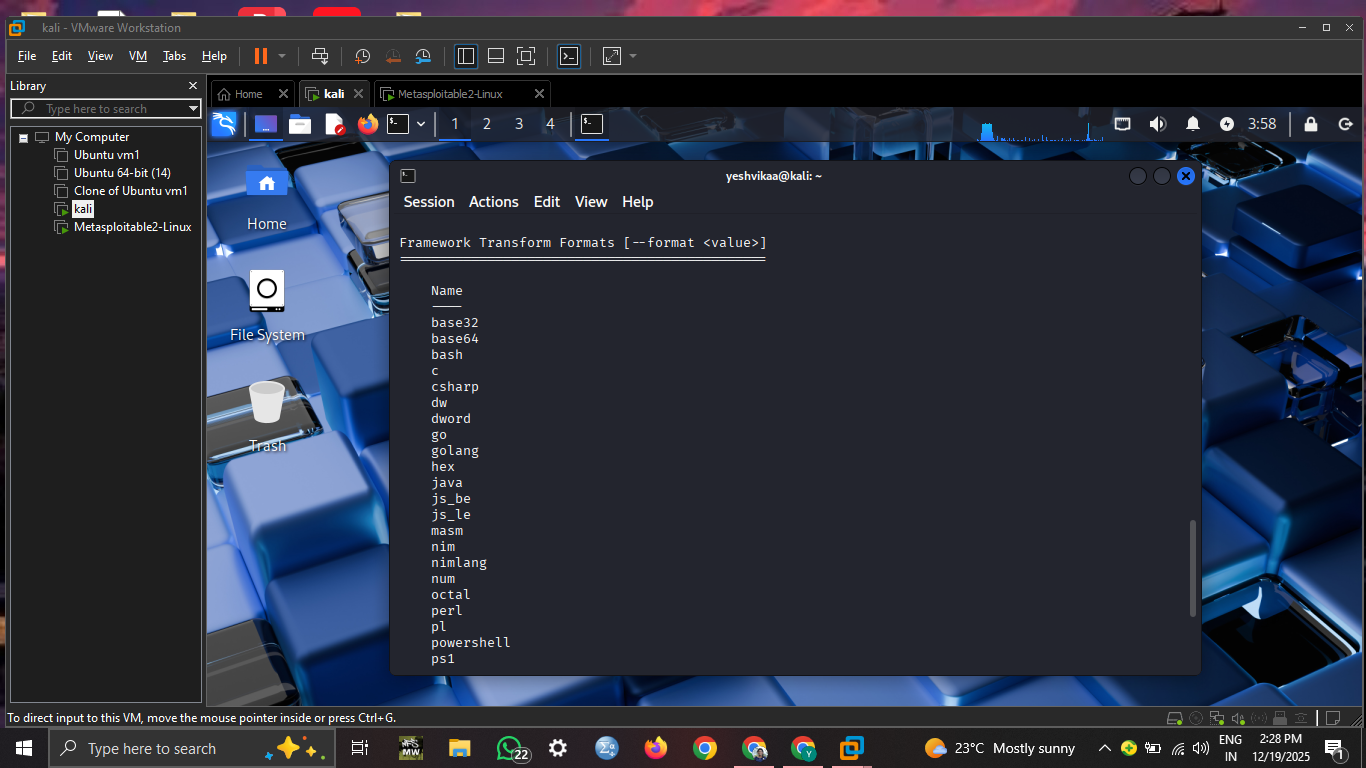 kali - VMware Workstation
File Edit View VM Tabs Help
Library
Type here to search
My Computer
Ubuntu vm1
Ubuntu 64-bit (14)
Clone of Ubuntu vm1
kali
Metasploitable2-Linux
Home kali Metasploitable2-Linux
1 2 3 4 3:58
Home
File System
Trash
yeshvikaa@kali: ~
Session Actions Edit View Help
Framework Transform Formats [--format <value>]
==============================================
Name
----
base32
base64
bash
c
csharp
dw
dword
go
golang
hex
java
js_be
js_le
masm
nim
nimlang
num
octal
perl
pl
powershell
ps1
To direct input to this VM, move the mouse pointer inside or press Ctrl+G.
Type here to search
MW
22
Y
23°C Mostly sunny
ENG
IN
2:28 PM
12/19/2025
1